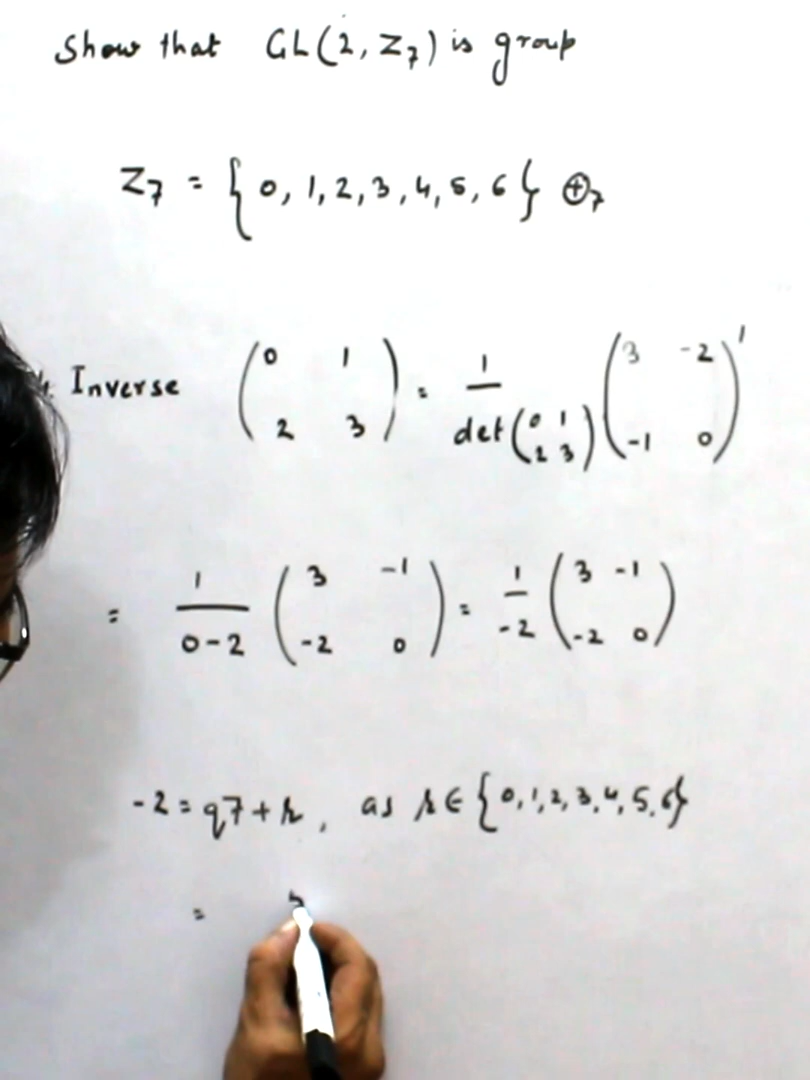 Show that GL(2, Z₇) is group
Z₇ = { 0, 1, 2, 3, 4, 5, 6 } ⊕₇
Inverse ( 0 1 ; 2 3 ) = 1 / det ( 0 1 ; 2 3 ) ( 3 -2 ; -1 0 )'
= 1 / 0-2 ( 3 -1 ; -2 0 ) = 1 / -2 ( 3 -1 ; -2 0 )
-2 = q7 + r, as r ∈ { 0, 1, 2, 3, 4, 5, 6 }
=